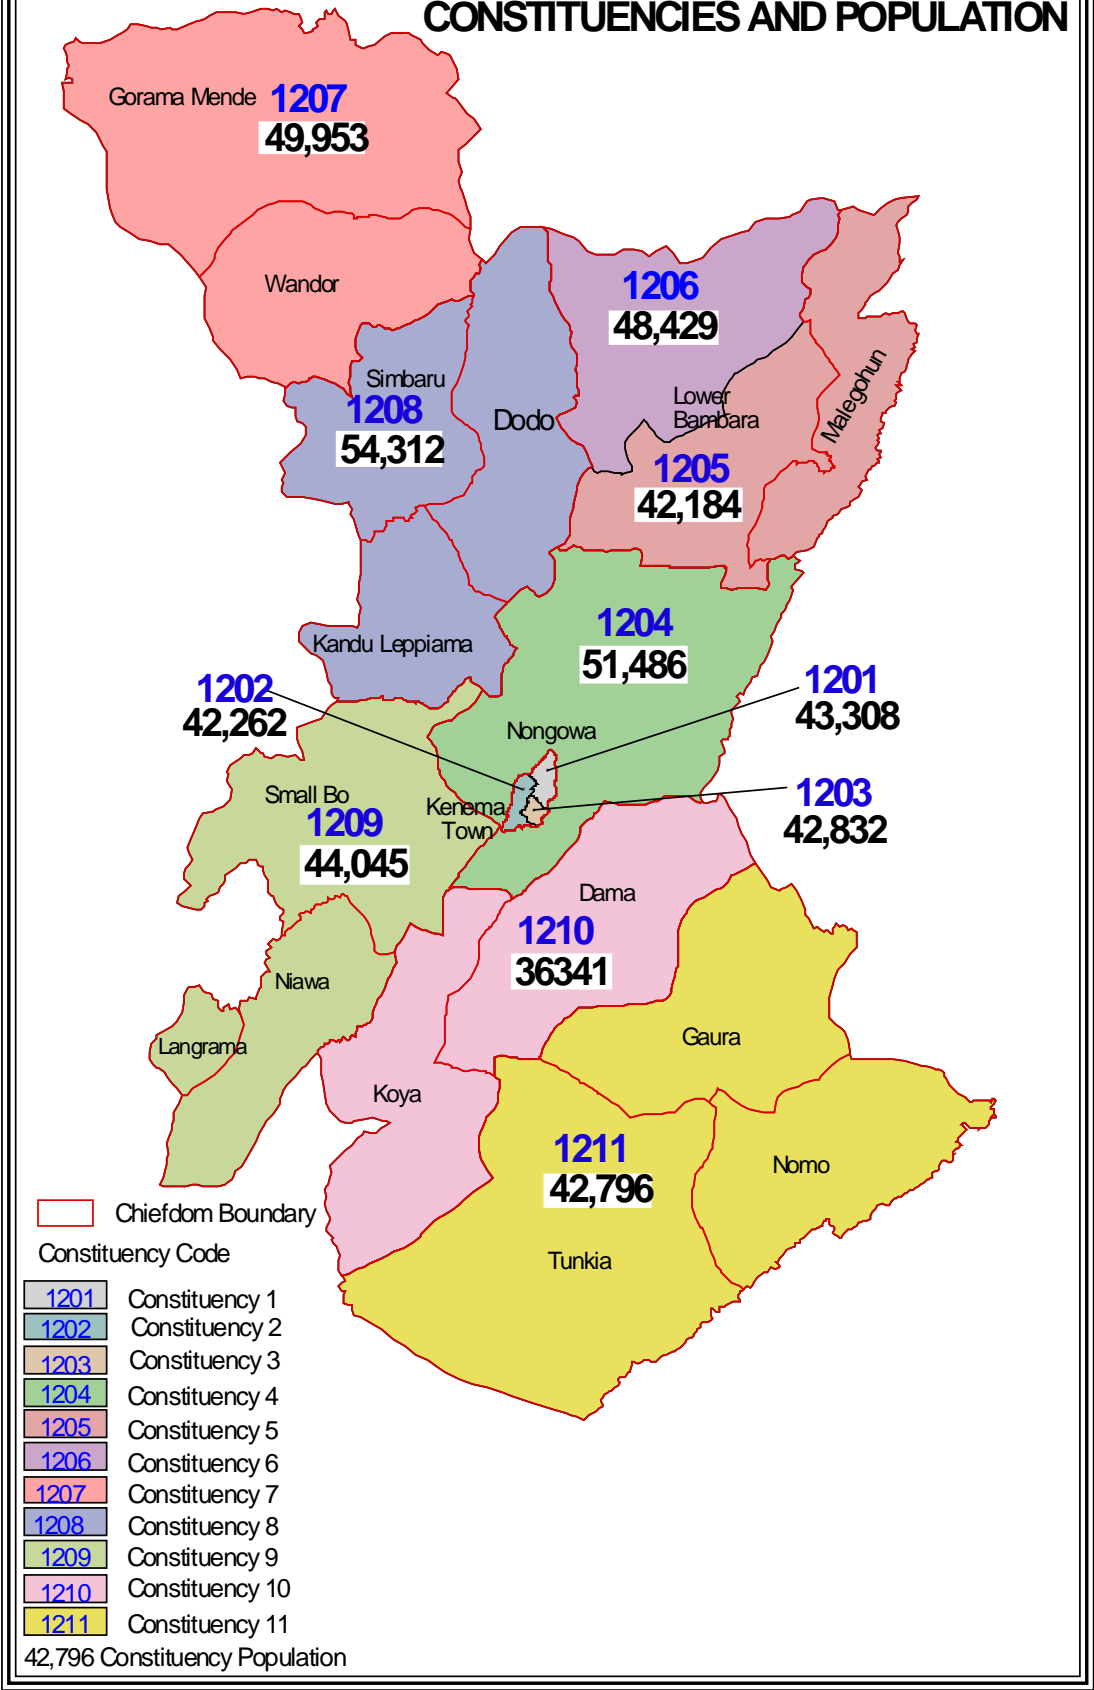 CONSTITUENCIES AND POPULATION
Gorama Mende
1207
49,953
Wandor
1206
48,429
Simbaru
1208
54,312
Dodo
Lower
Bambara
Malegohun
1205
42,184
1204
51,486
Kandu Leppiama
1202
42,262
1201
43,308
Nongowa
Small Bo
1209
44,045
Kenema
Town
1203
42,832
Dama
1210
36341
Niawa
Langrama
Gaura
Koya
1211
42,796
Nomo
Tunkia
Chiefdom Boundary
Constituency Code
1201 Constituency 1
1202 Constituency 2
1203 Constituency 3
1204 Constituency 4
1205 Constituency 5
1206 Constituency 6
1207 Constituency 7
1208 Constituency 8
1209 Constituency 9
1210 Constituency 10
1211 Constituency 11
42,796 Constituency Population